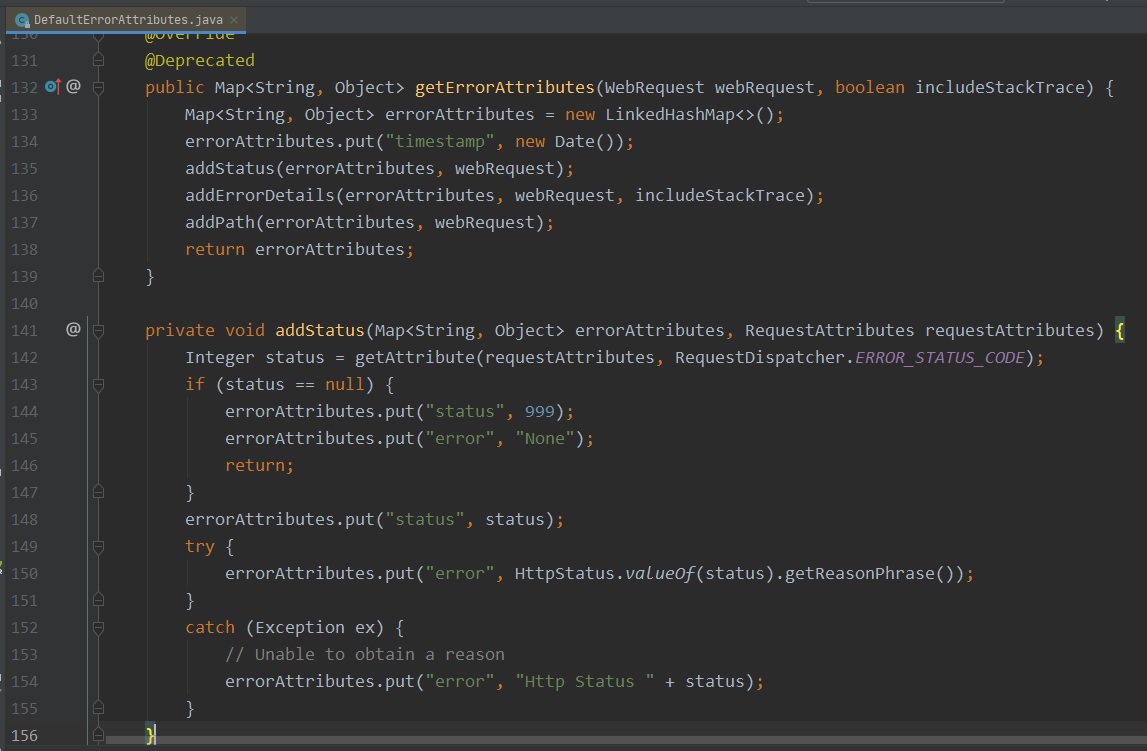 DefaultErrorAttributes.java
130 @Override
131 @Deprecated
132 @ public Map<String, Object> getErrorAttributes(WebRequest webRequest, boolean includeStackTrace) {
133 Map<String, Object> errorAttributes = new LinkedHashMap<>();
134 errorAttributes.put("timestamp", new Date());
135 addStatus(errorAttributes, webRequest);
136 addErrorDetails(errorAttributes, webRequest, includeStackTrace);
137 addPath(errorAttributes, webRequest);
138 return errorAttributes;
139 }
140
141 @ private void addStatus(Map<String, Object> errorAttributes, RequestAttributes requestAttributes) {
142 Integer status = getAttribute(requestAttributes, RequestDispatcher.ERROR_STATUS_CODE);
143 if (status == null) {
144 errorAttributes.put("status", 999);
145 errorAttributes.put("error", "None");
146 return;
147 }
148 errorAttributes.put("status", status);
149 try {
150 errorAttributes.put("error", HttpStatus.valueOf(status).getReasonPhrase());
151 }
152 catch (Exception ex) {
153 // Unable to obtain a reason
154 errorAttributes.put("error", "Http Status " + status);
155 }
156 }